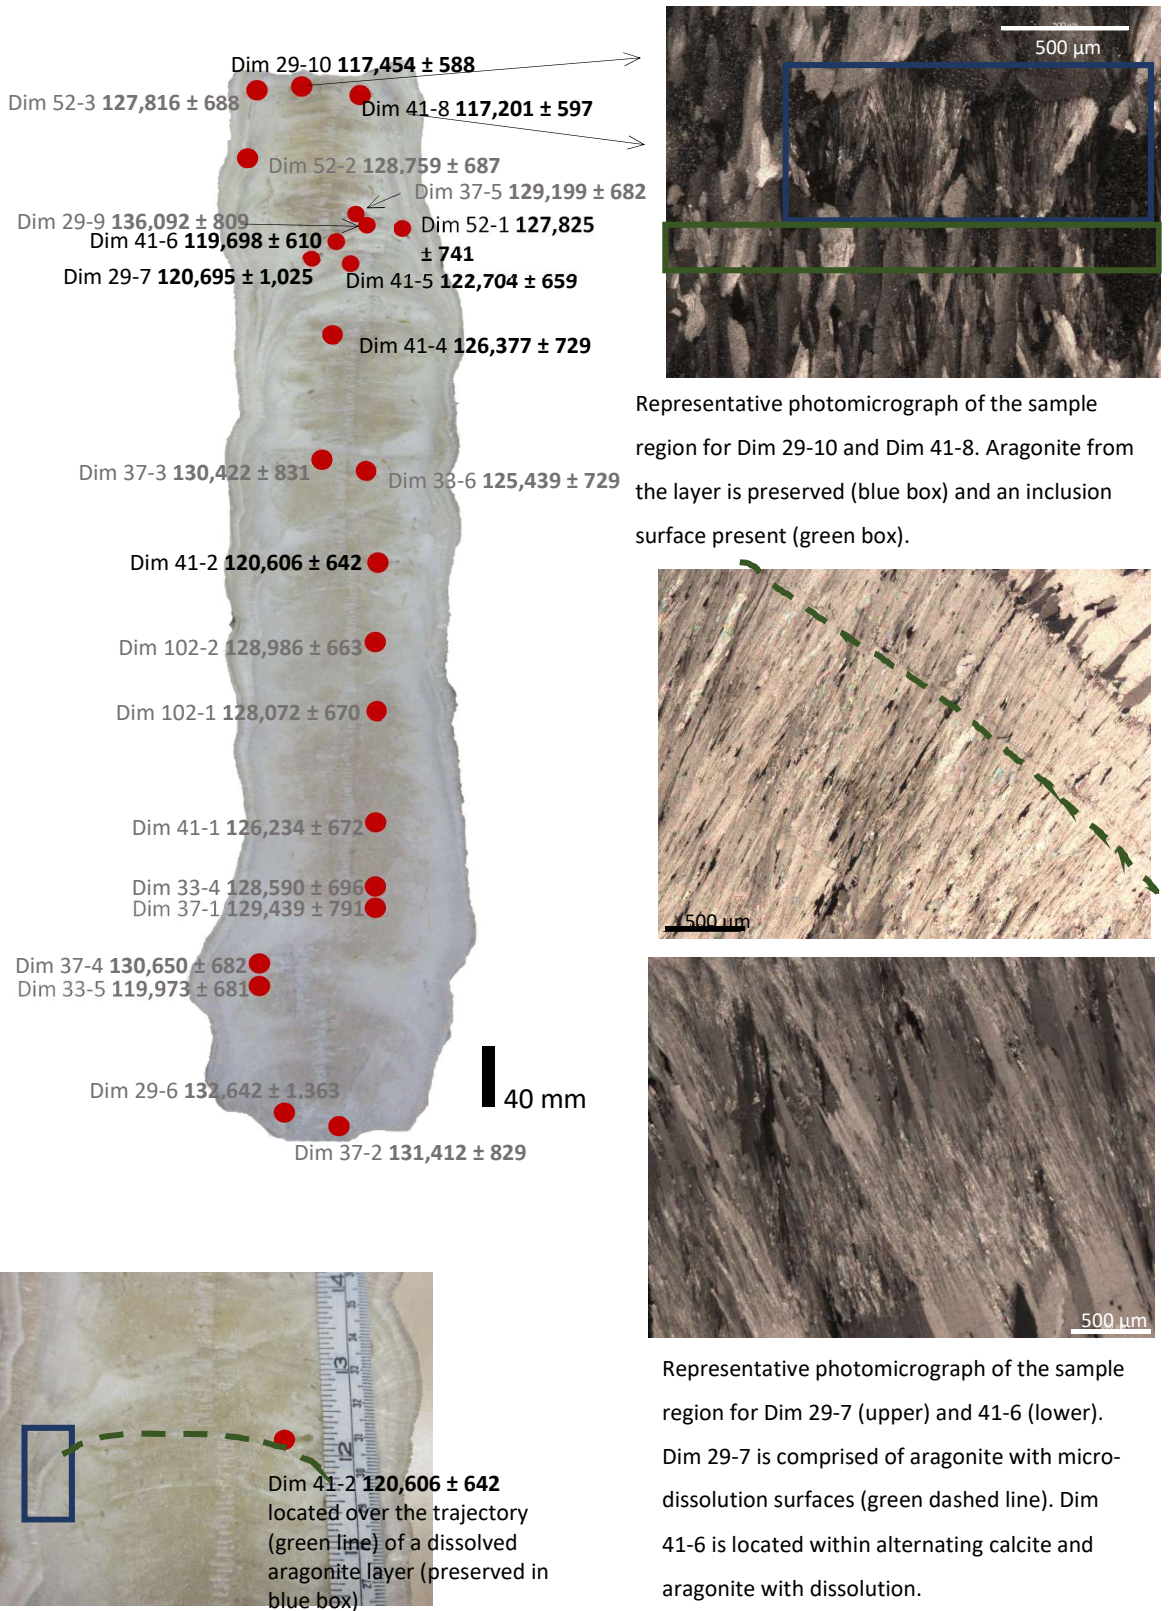 Dim 29-10 117,454 ± 588
Dim 52-3 127,816 ± 688
Dim 41-8 117,201 ± 597
Dim 52-2 128,759 ± 687
Dim 37-5 129,199 ± 682
Dim 29-9 136,092 ± 809
Dim 52-1 127,825
± 741
Dim 41-6 119,698 ± 610
Dim 29-7 120,695 ± 1,025
Dim 41-5 122,704 ± 659
Dim 41-4 126,377 ± 729
Dim 37-3 130,422 ± 831
Dim 33-6 125,439 ± 729
Dim 41-2 120,606 ± 642
Dim 102-2 128,986 ± 663
Dim 102-1 128,072 ± 670
Dim 41-1 126,234 ± 672
Dim 33-4 128,590 ± 696
Dim 37-1 129,439 ± 791
Dim 37-4 130,650 ± 682
Dim 33-5 119,973 ± 681
Dim 29-6 132,642 ± 1,363
Dim 37-2 131,412 ± 829
40 mm
500 µm
Representative photomicrograph of the sample
region for Dim 29-10 and Dim 41-8. Aragonite from
the layer is preserved (blue box) and an inclusion
surface present (green box).
500 µm
500 µm
Representative photomicrograph of the sample
region for Dim 29-7 (upper) and 41-6 (lower).
Dim 29-7 is comprised of aragonite with micro-
dissolution surfaces (green dashed line). Dim
41-6 is located within alternating calcite and
aragonite with dissolution.
14
13
12
Dim 41-2 120,606 ± 642
located over the trajectory
(green line) of a dissolved
aragonite layer (preserved in
blue box)